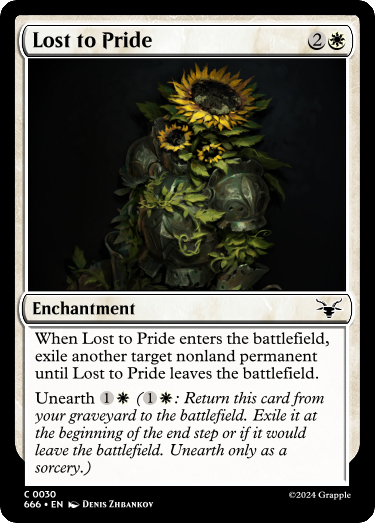 Lost to Pride 2
Enchantment
When Lost to Pride enters the battlefield,
exile another target nonland permanent
until Lost to Pride leaves the battlefield.
Unearth 1 (1 : Return this card from
your graveyard to the battlefield. Exile it at
the beginning of the end step or if it would
leave the battlefield. Unearth only as a
sorcery.)
C 0030
666 • EN Denis Zhbankov
©2024 Grapple